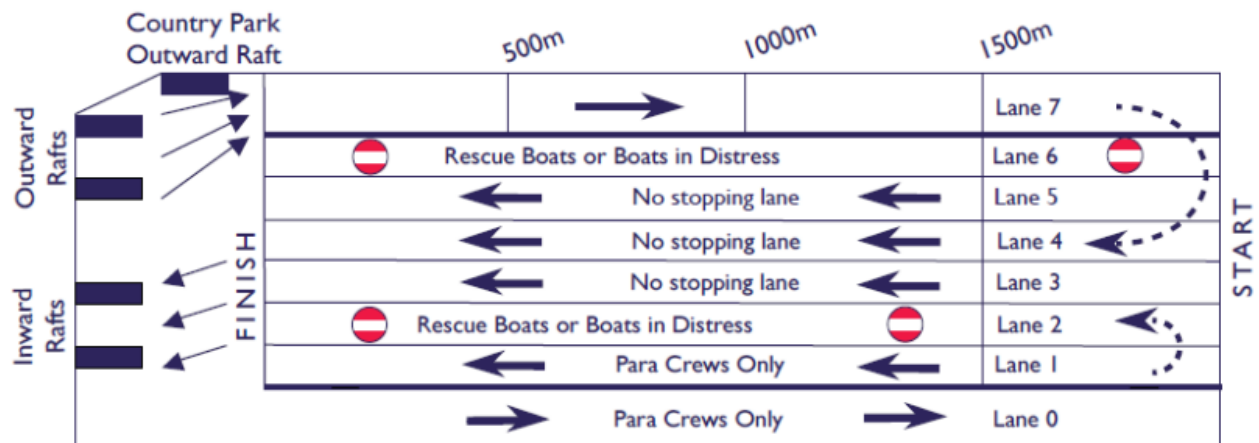 Country Park
Outward Raft
500m
1000m
1500m
Outward
Rafts
Inward
Rafts
FINISH
START
Lane 7
Rescue Boats or Boats in Distress
Lane 6
No stopping lane
Lane 5
No stopping lane
Lane 4
No stopping lane
Lane 3
Rescue Boats or Boats in Distress
Lane 2
Para Crews Only
Lane 1
Para Crews Only
Lane 0